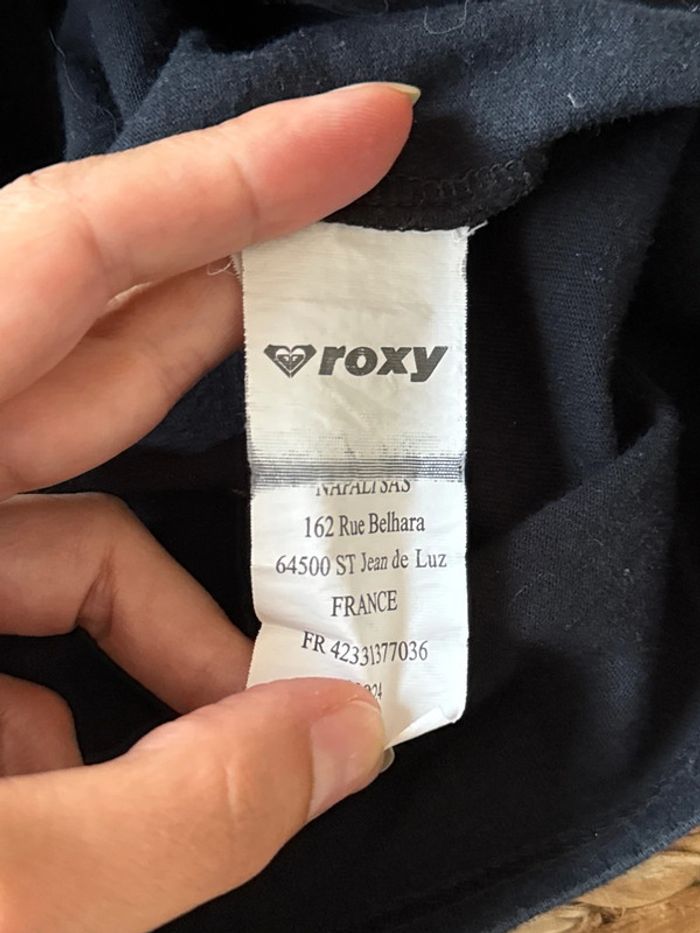 roxy
NAPALI SAS
162 Rue Belhara
64500 ST Jean de Luz
FRANCE
FR 42331377036